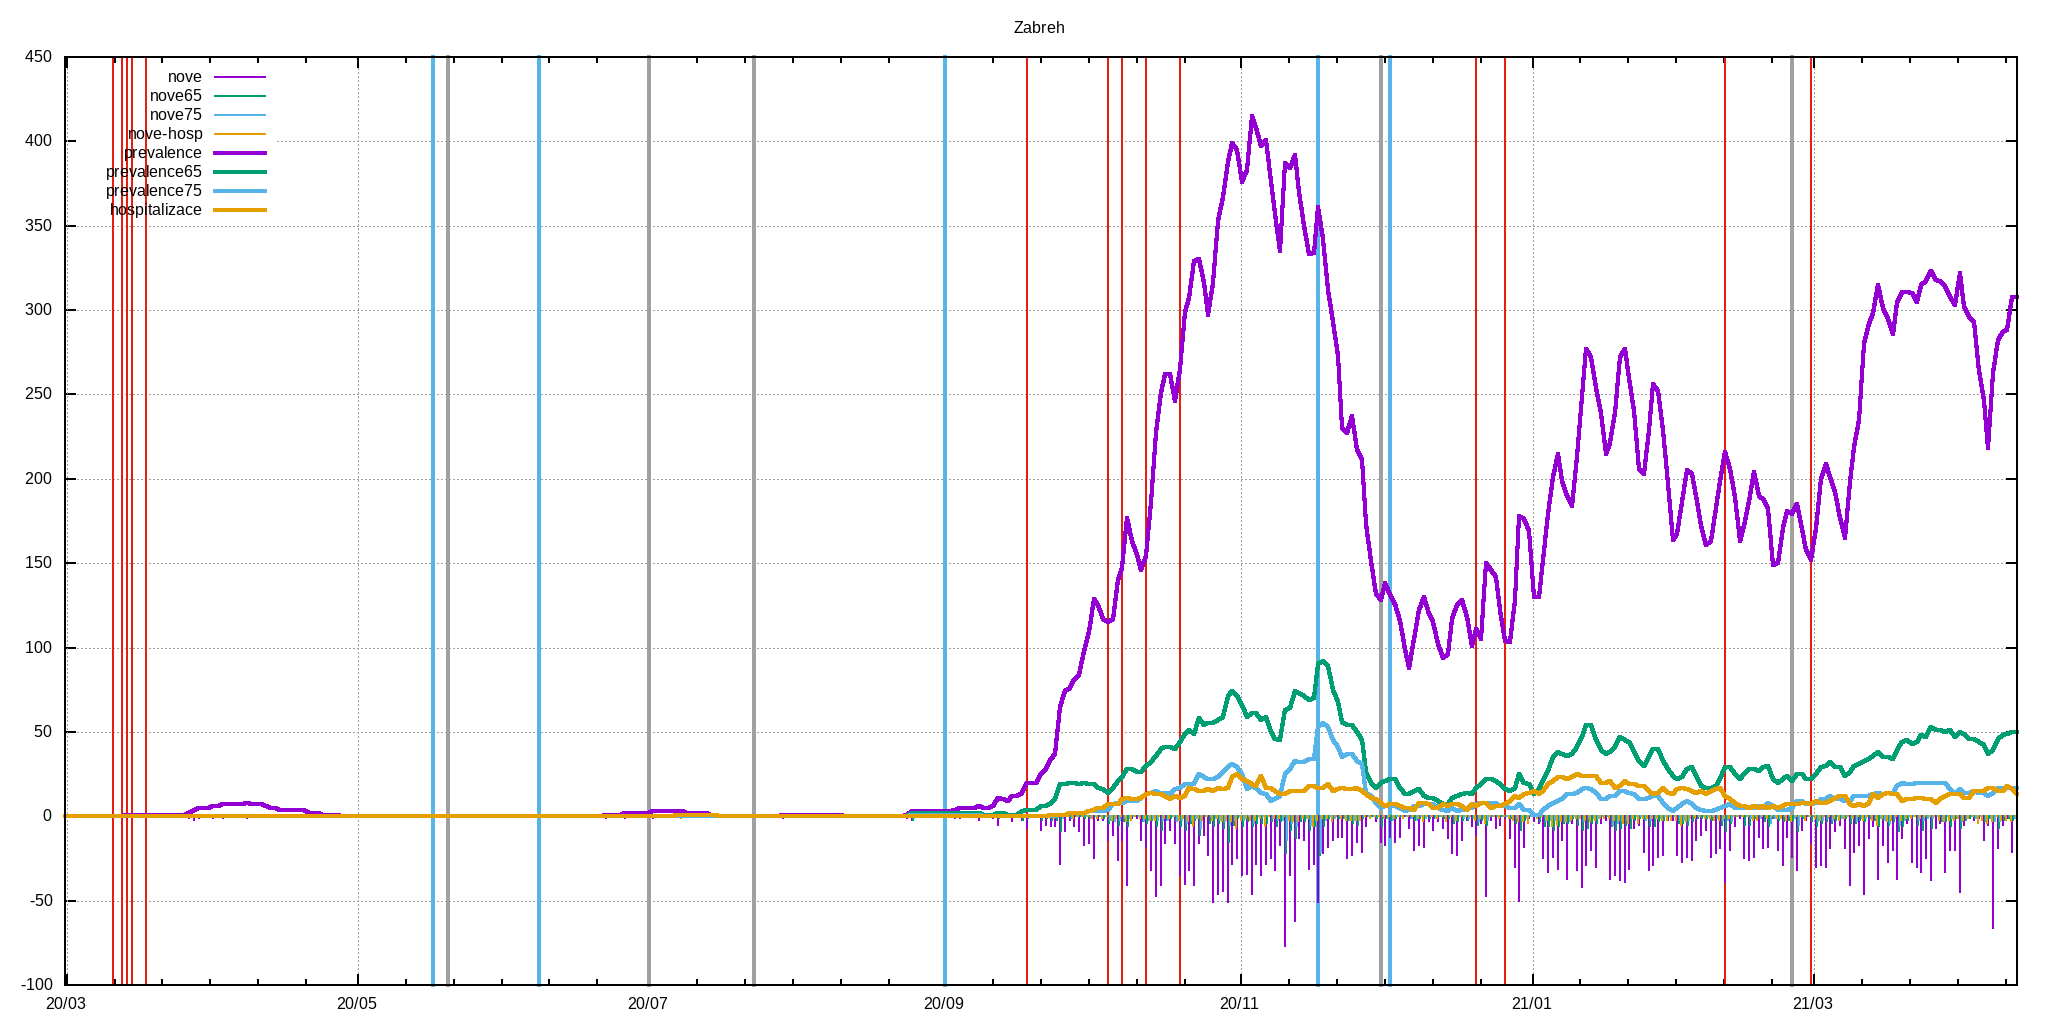 Zabreh
450
400
350
300
250
200
150
100
50
0
-50
-100
nove
nove65
nove75
nove-hosp
prevalence
prevalence65
prevalence75
hospitalizace
20/03
20/05
20/07
20/09
20/11
21/01
21/03